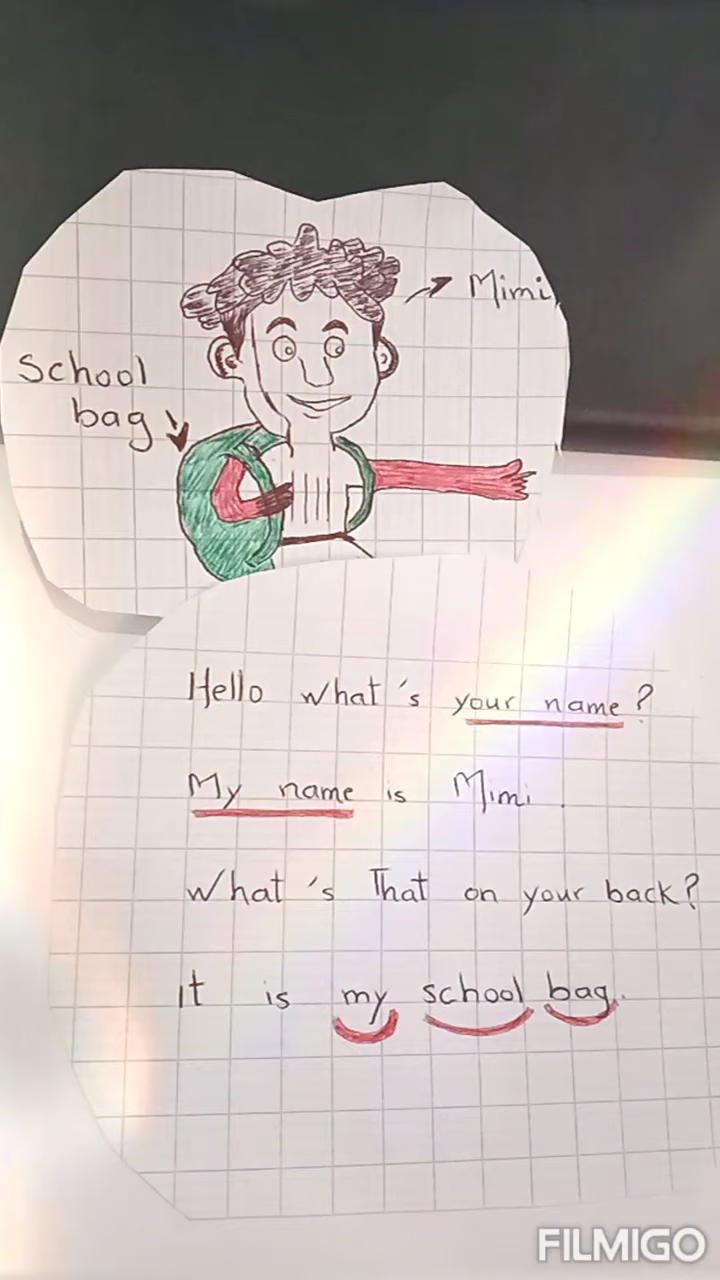 Mimi
School
bag
Hello what's your name?
My name is Mimi.
What's That on your back?
it is my school bag.
FILMIGO